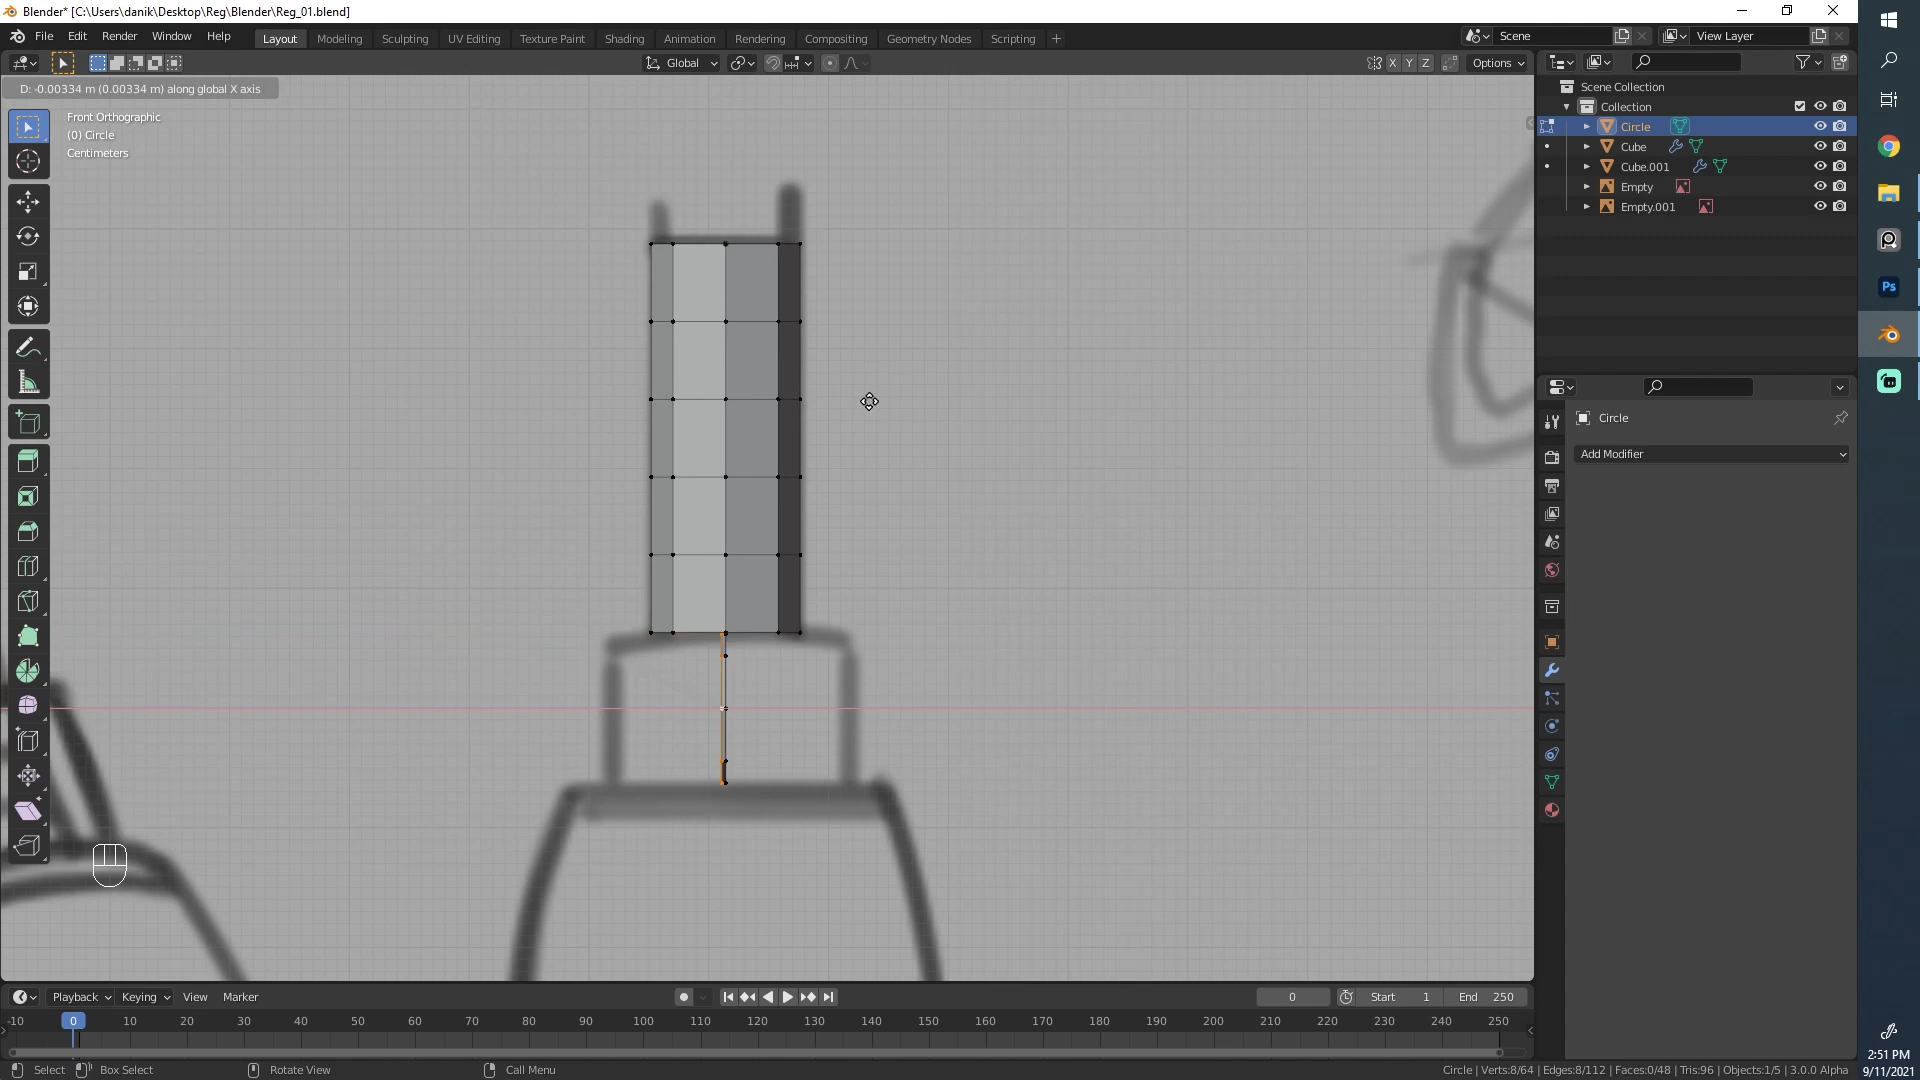 Blender* [C:\Users\danik\Desktop\Reg\Blender\Reg_01.blend]
File Edit Render Window Help Layout Modeling Sculpting UV Editing Texture Paint Shading Animation Rendering Compositing Geometry Nodes Scripting + Scene View Layer
Global X Y Z Options
D: -0.00334 m (0.00334 m) along global X axis
Front Orthographic
(0) Circle
Centimeters
Scene Collection
Collection
Circle
Cube
Cube.001
Empty
Empty.001
Circle
Add Modifier
Ps
Playback Keying View Marker 0 Start 1 End 250
-10 0 10 20 30 40 50 60 70 80 90 100 110 120 130 140 150 160 170 180 190 200 210 220 230 240 250
Select Box Select Rotate View Call Menu Circle | Verts:8/64 | Edges:8/112 | Faces:0/48 | Tris:96 | Objects:1/5 | 3.0.0 Alpha
2:51 PM
9/11/2021